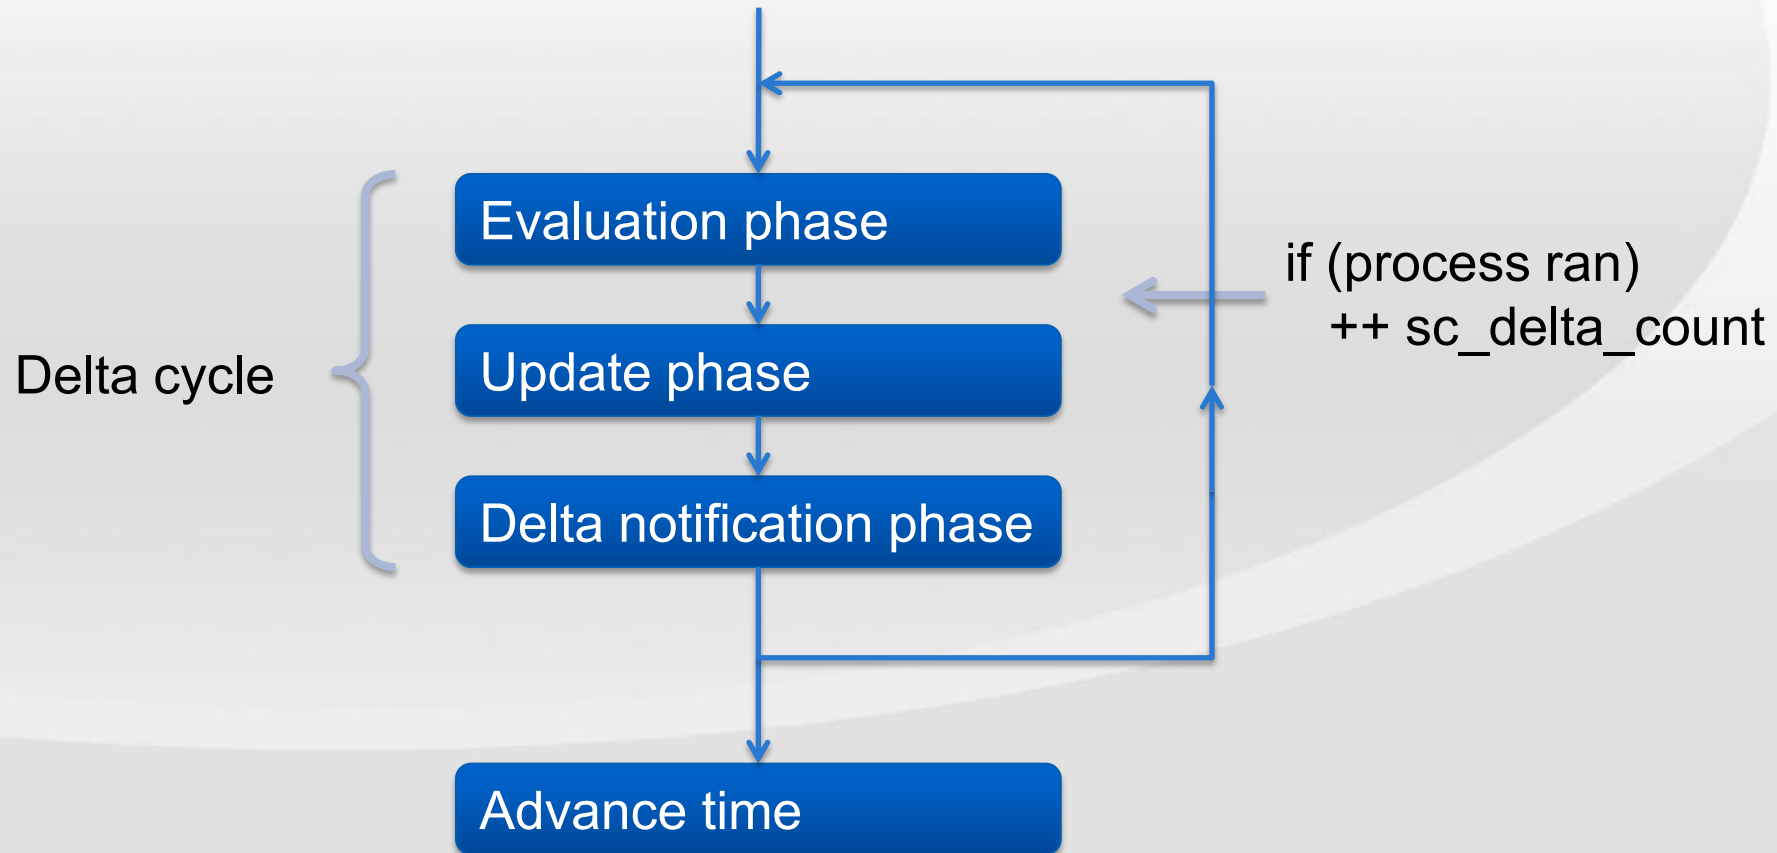 Evaluation phase
if (process ran)
++ sc_delta_count
Delta cycle
Update phase
Delta notification phase
Advance time